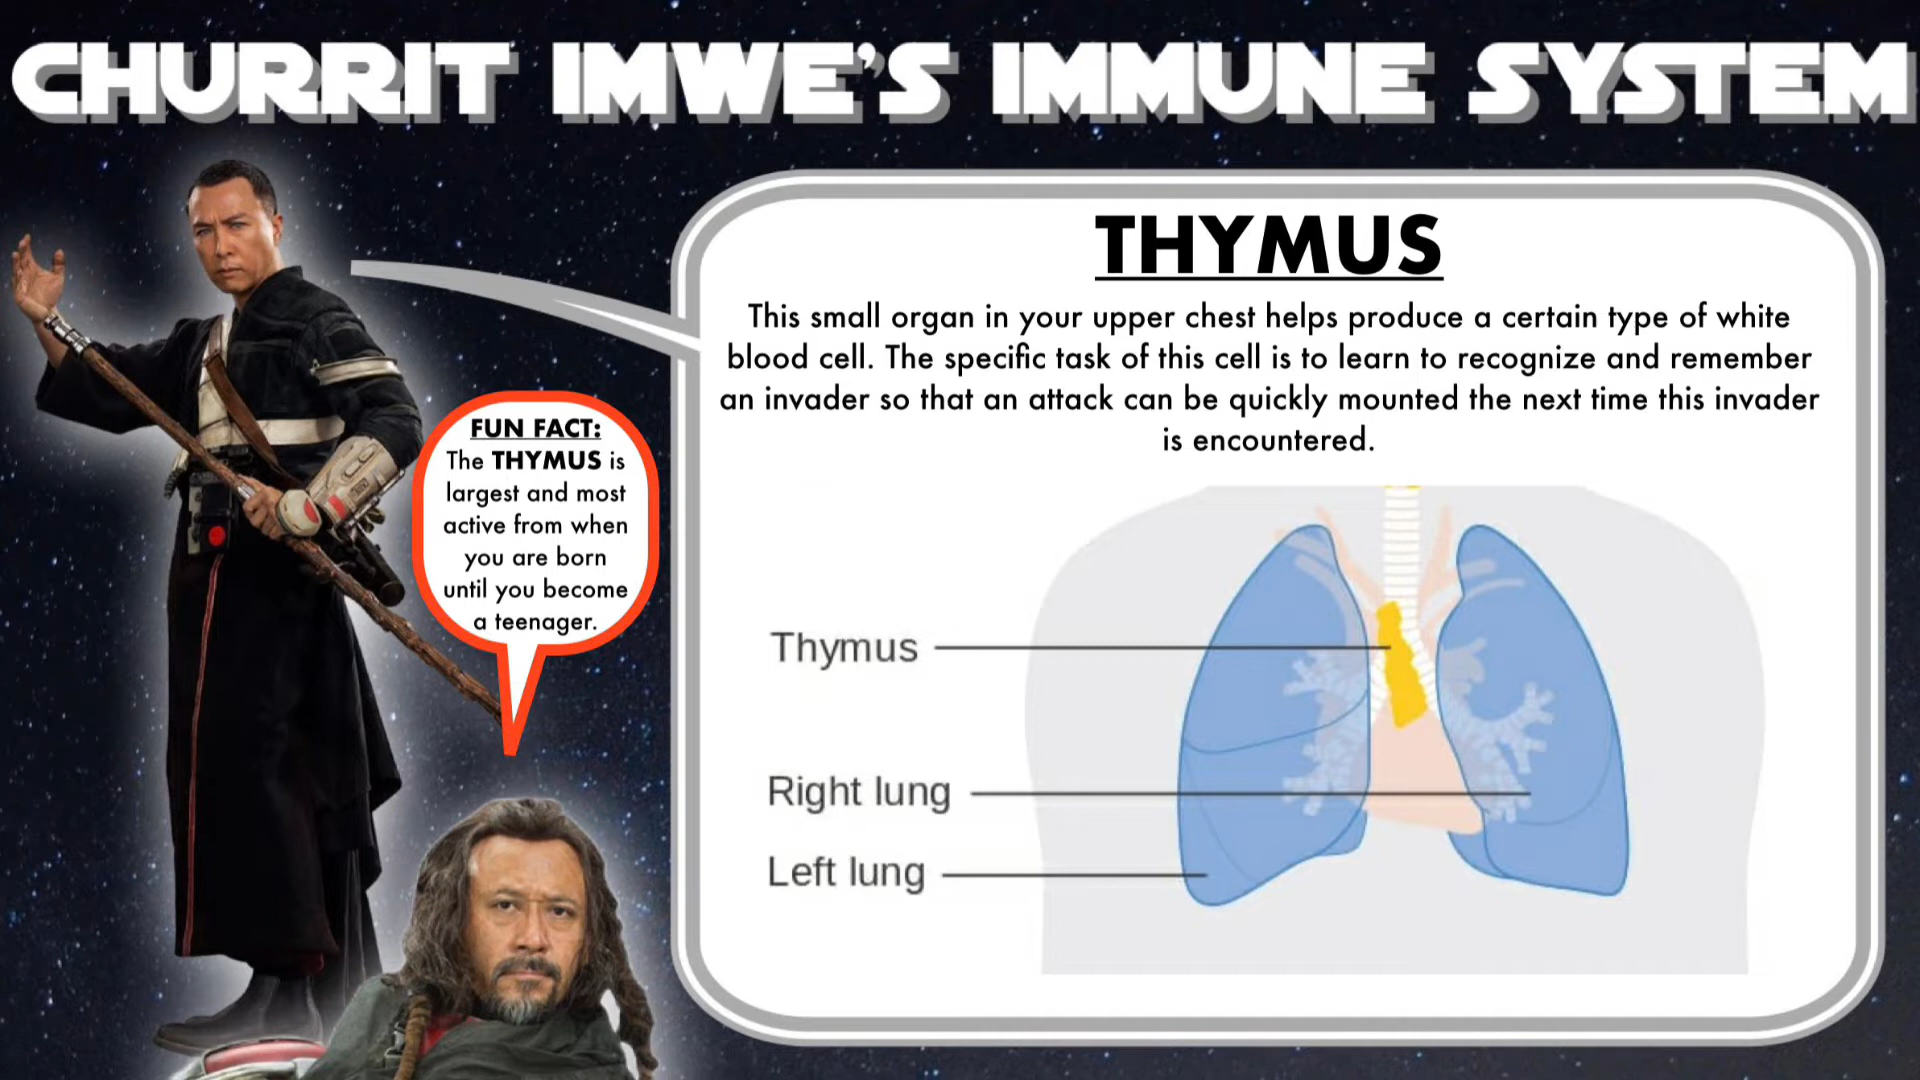 CHURRIT IMWE'S IMMUNE SYSTEM
THYMUS
This small organ in your upper chest helps produce a certain type of white
blood cell. The specific task of this cell is to learn to recognize and remember
an invader so that an attack can be quickly mounted the next time this invader
is encountered.
FUN FACT:
The THYMUS is
largest and most
active from when
you are born
until you become
a teenager.
Thymus
Right lung
Left lung